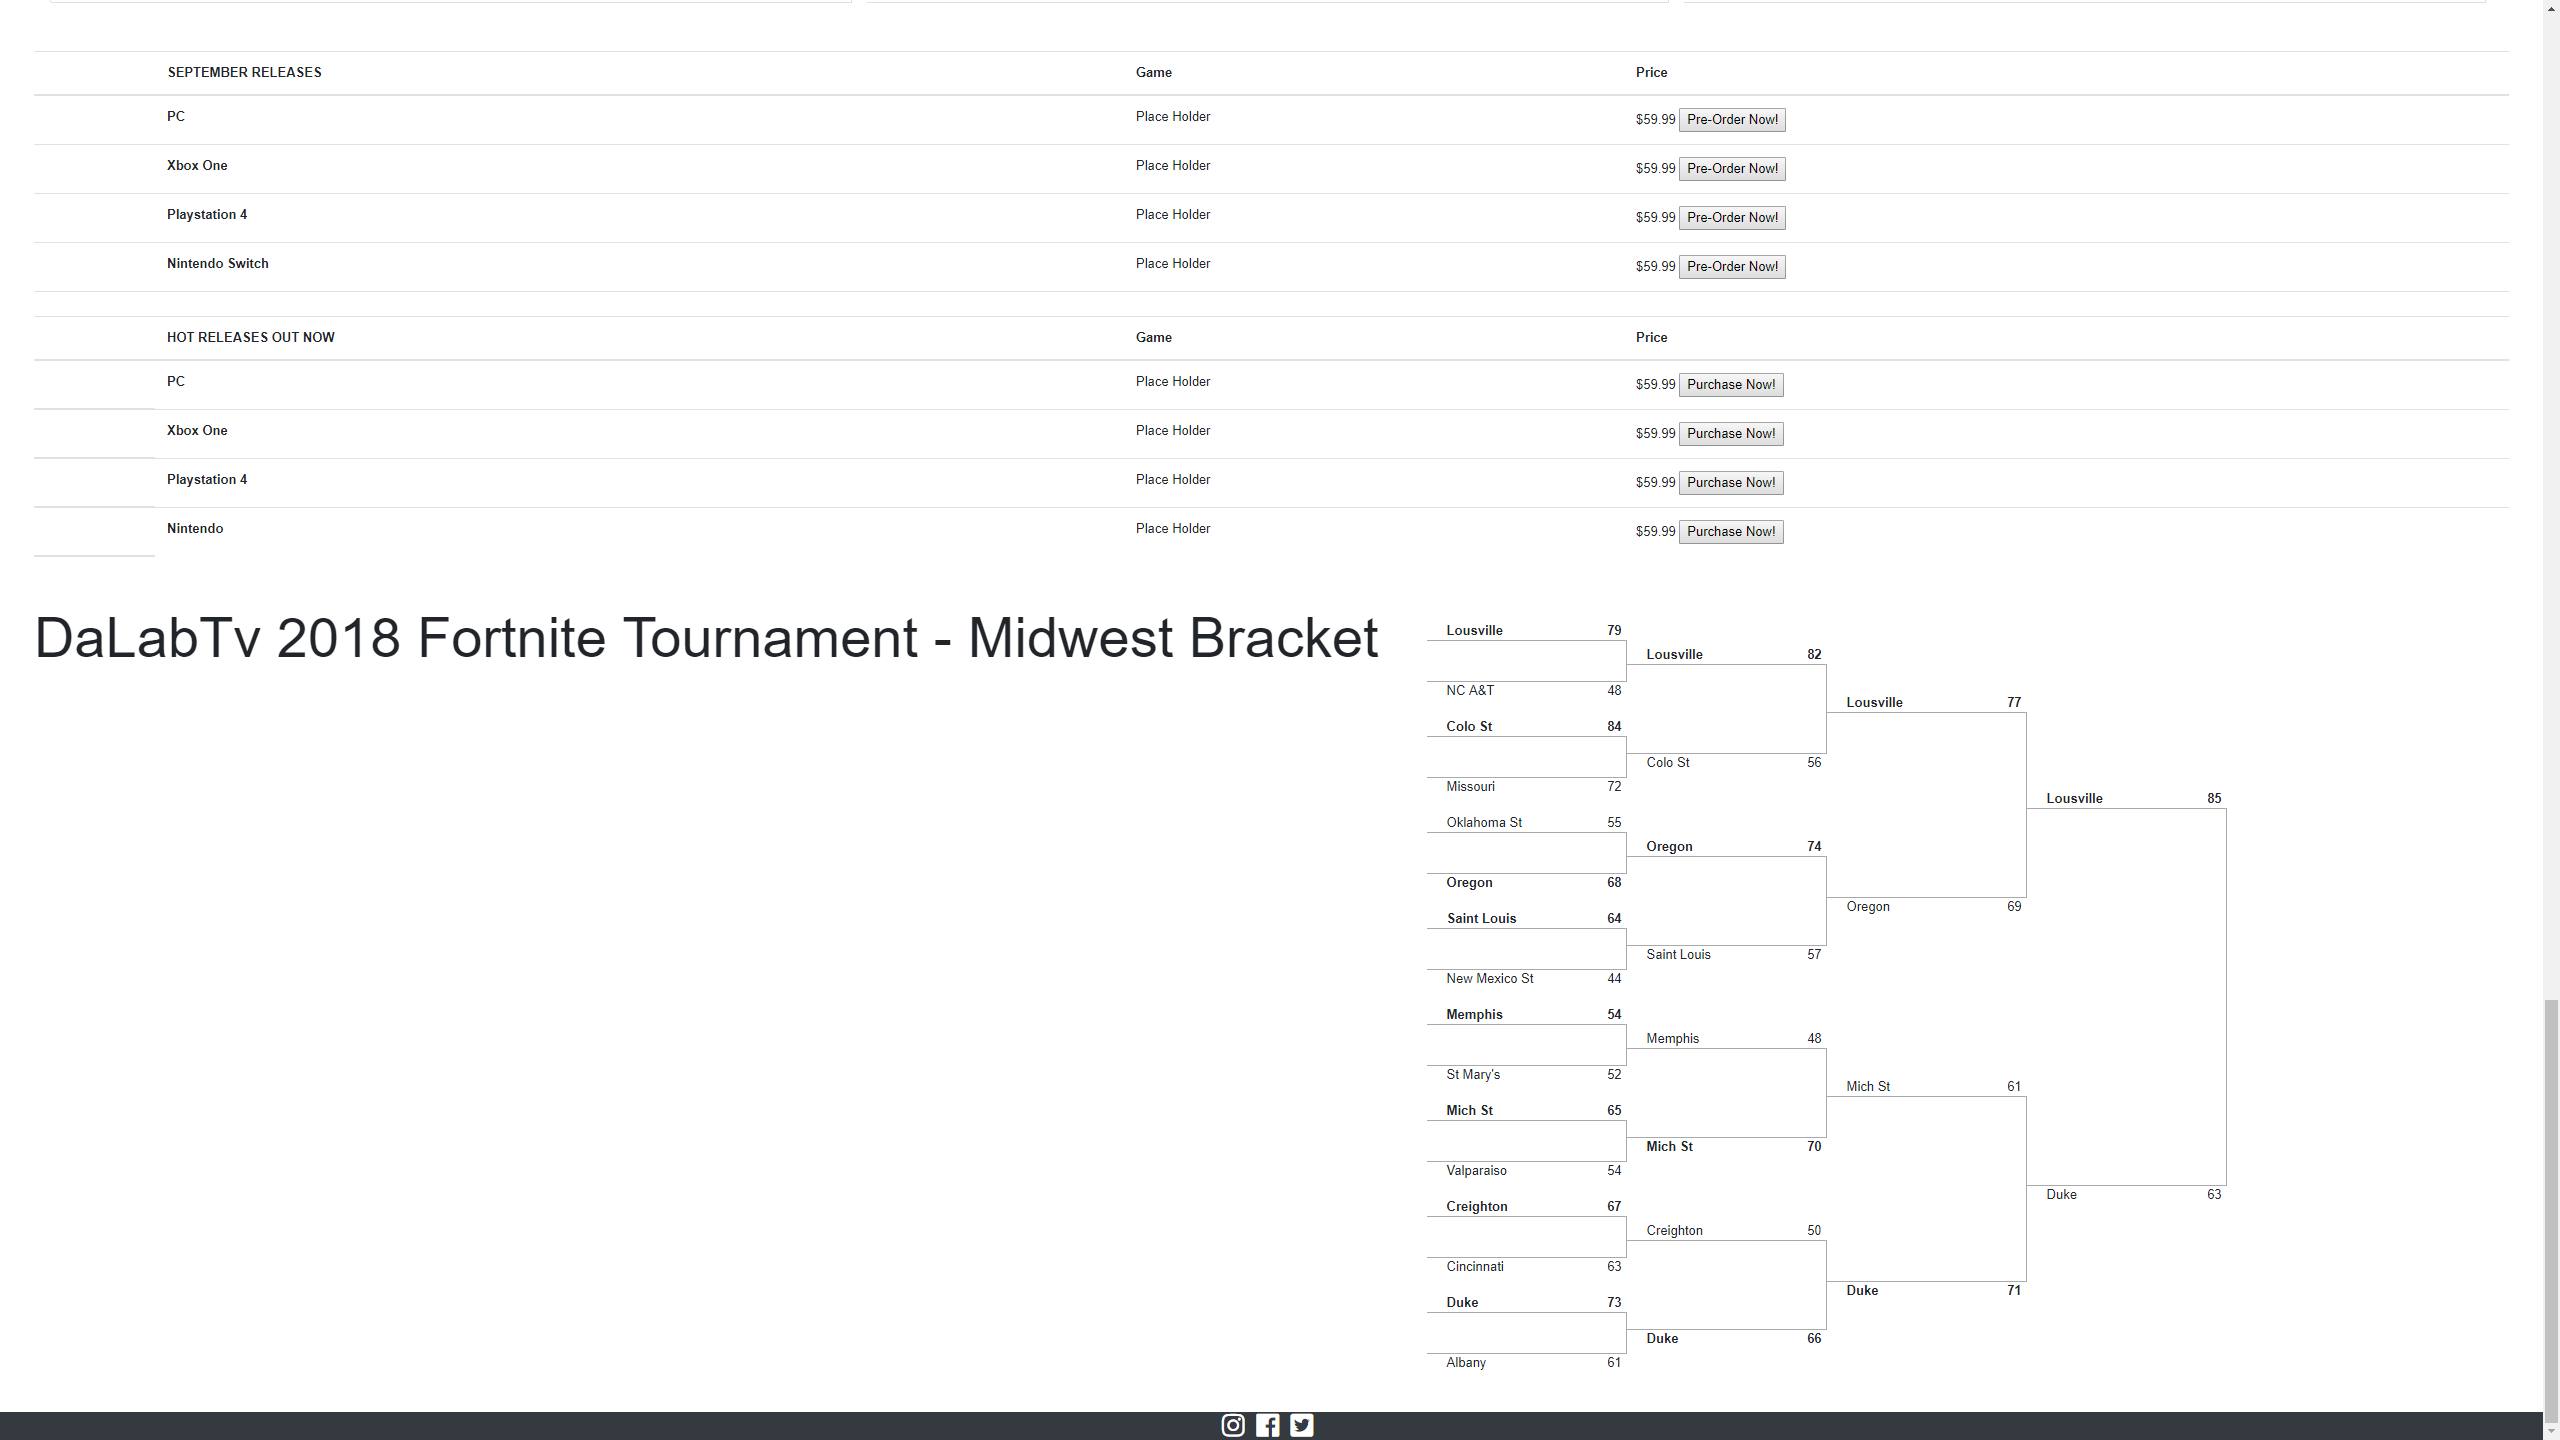 SEPTEMBER RELEASES Game Price
PC Place Holder $59.99 Pre-Order Now!
Xbox One Place Holder $59.99 Pre-Order Now!
Playstation 4 Place Holder $59.99 Pre-Order Now!
Nintendo Switch Place Holder $59.99 Pre-Order Now!
HOT RELEASES OUT NOW Game Price
PC Place Holder $59.99 Purchase Now!
Xbox One Place Holder $59.99 Purchase Now!
Playstation 4 Place Holder $59.99 Purchase Now!
Nintendo Place Holder $59.99 Purchase Now!
DaLabTv 2018 Fortnite Tournament - Midwest Bracket
Lousville 79
NC A&T 48
Colo St 84
Missouri 72
Oklahoma St 55
Oregon 68
Saint Louis 64
New Mexico St 44
Memphis 54
St Mary's 52
Mich St 65
Valparaiso 54
Creighton 67
Cincinnati 63
Duke 73
Albany 61
Lousville 82
Colo St 56
Oregon 74
Saint Louis 57
Memphis 48
Mich St 70
Creighton 50
Duke 66
Lousville 77
Oregon 69
Mich St 61
Duke 71
Lousville 85
Duke 63